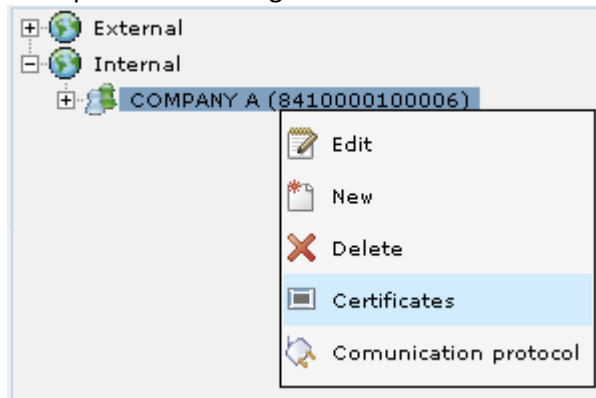 External
Internal
COMPANY A (8410000100006)
Edit
New
Delete
Certificates
Comunication protocol